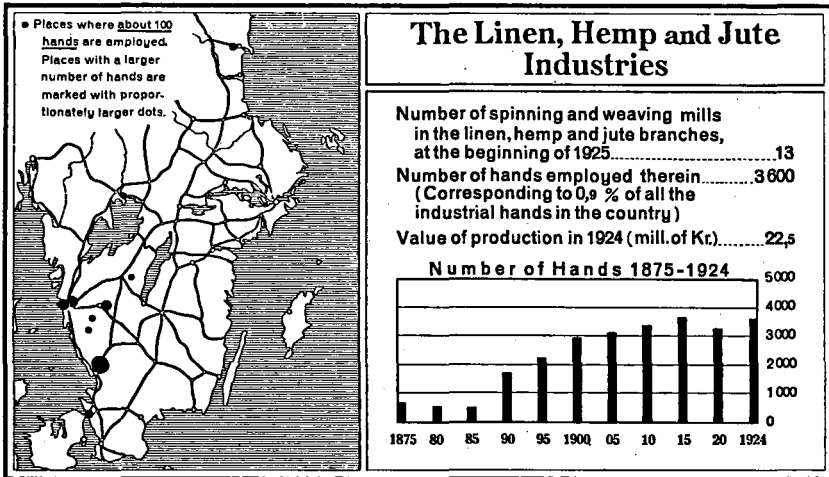 • Places where about 100
hands are employed.
Places with a larger
number of hands are
marked with propor-
tionately larger dots.
The Linen, Hemp and Jute
Industries
Number of spinning and weaving mills
in the linen, hemp and jute branches,
at the beginning of 1925 13
Number of hands employed therein 3600
(Corresponding to 0,9 % of all the
industrial hands in the country)
Value of production in 1924 (mill. of Kr.) 22,5
Number of Hands 1875-1924
5000
4000
3000
2000
1000
0
1875 80 85 90 95 1900 05 10 15 20 1924